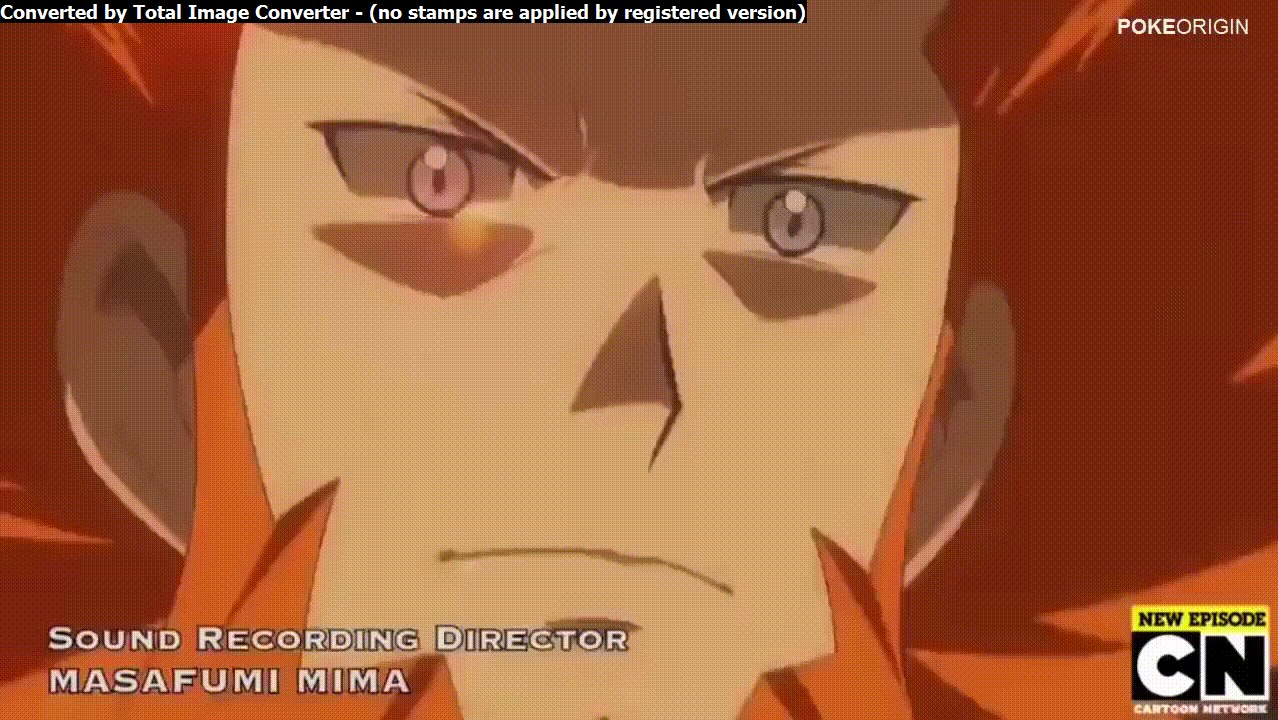 Converted by Total Image Converter - (no stamps are applied by registered version)
POKEORIGIN
SOUND RECORDING DIRECTOR
MASAFUMI MIMA
NEW EPISODE
CN
CARTOON NETWORK